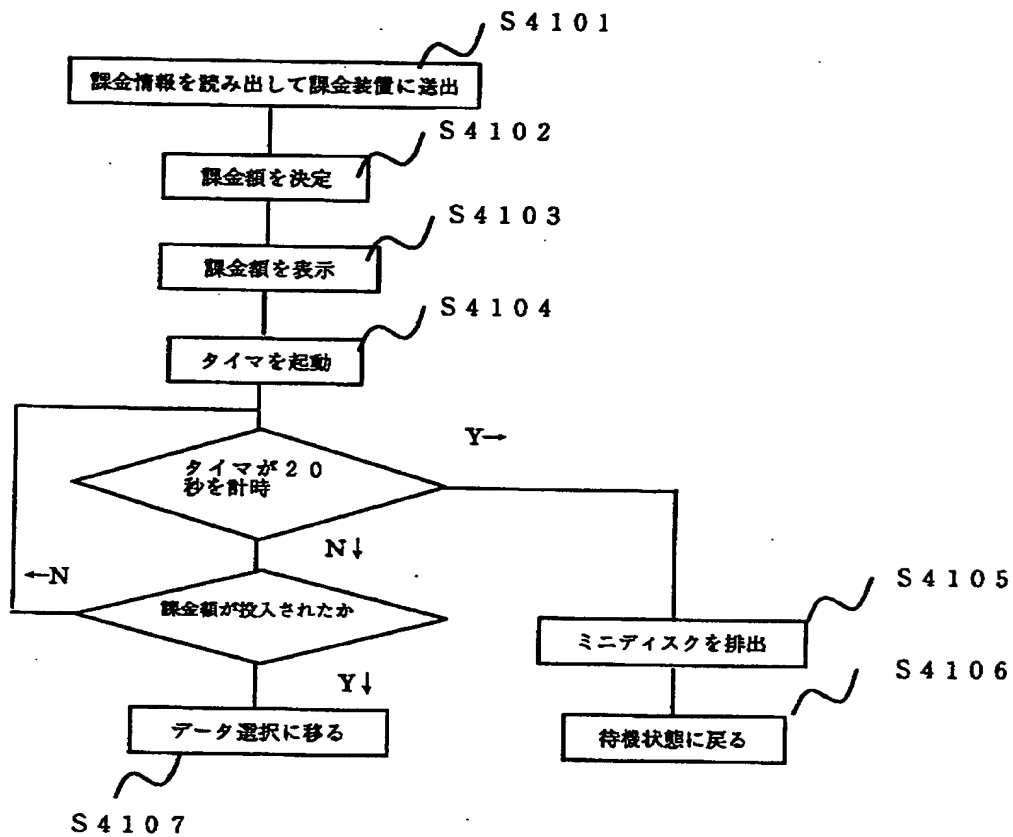 S4101
課金情報を読み出して課金装置に送出
S4102
課金額を決定
S4103
課金額を表示
S4104
タイマを起動
Y→
タイマが20
秒を計時
N↓
←N
課金額が投入されたか
S4105
ミニディスクを排出
Y↓
S4106
データ選択に移る
待機状態に戻る
S4107